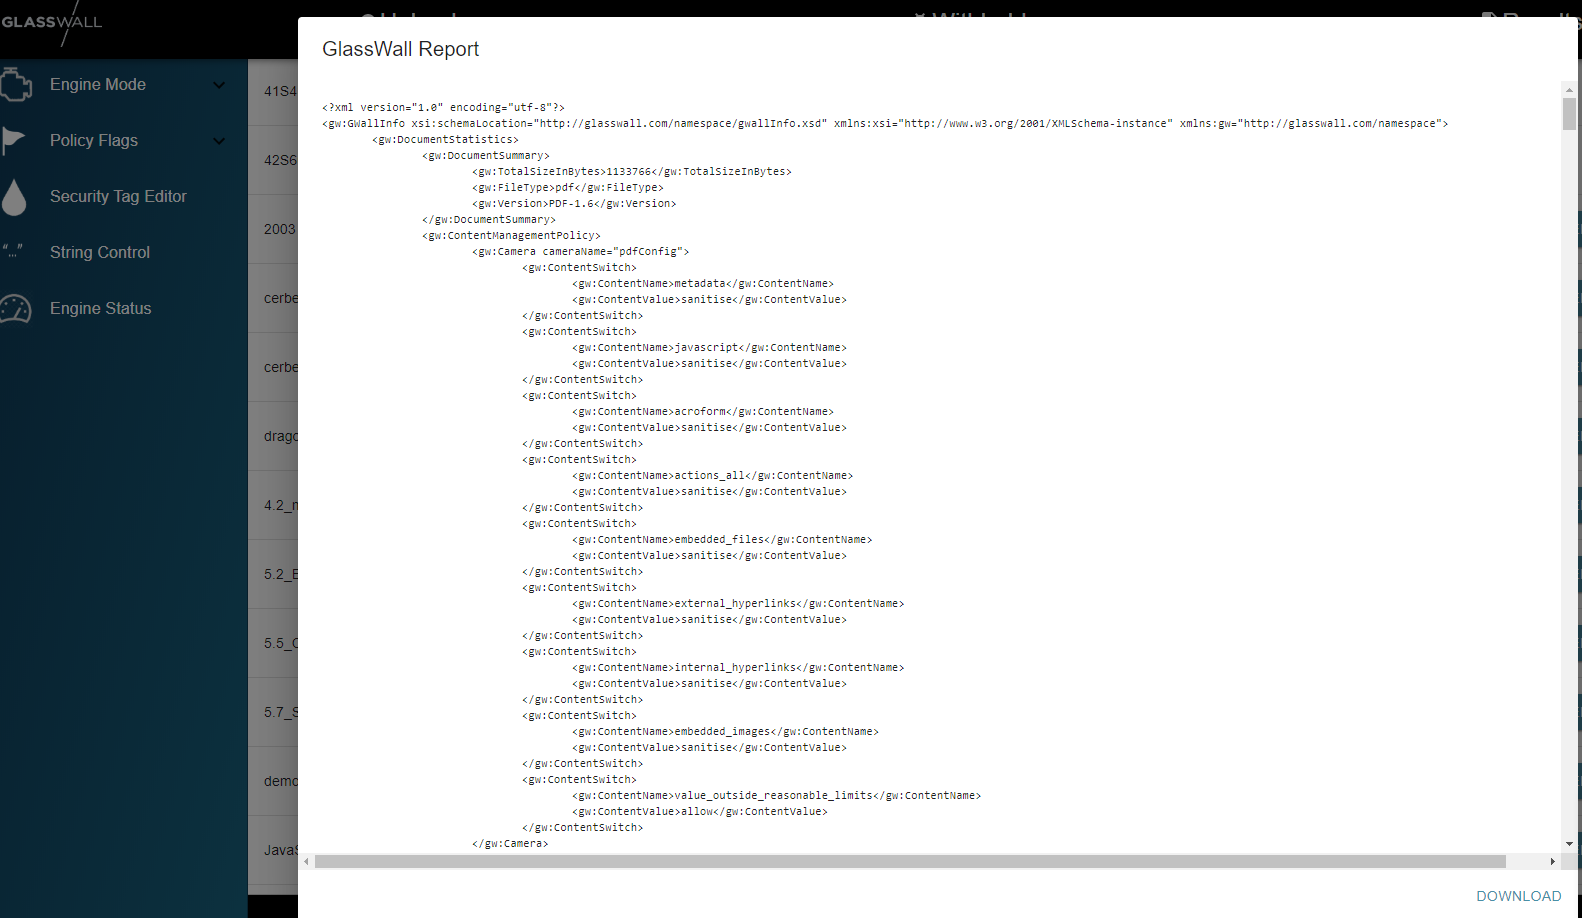 GLASSWALL
Engine Mode
Policy Flags
Security Tag Editor
"..." String Control
Engine Status
41S4
42S6
2003
cerbe
cerbe
drag
4.2_
5.2_
5.5_
5.7_S
demo
Java
GlassWall Report
<?xml version="1.0" encoding="utf-8"?>
<gw:GWallInfo xsi:schemaLocation="http://glasswall.com/namespace/gwallInfo.xsd" xmlns:xsi="http://www.w3.org/2001/XMLSchema-instance" xmlns:gw="http://glasswall.com/namespace">
<gw:DocumentStatistics>
<gw:DocumentSummary>
<gw:TotalSizeInBytes>1133766</gw:TotalSizeInBytes>
<gw:FileType>pdf</gw:FileType>
<gw:Version>PDF-1.6</gw:Version>
</gw:DocumentSummary>
<gw:ContentManagementPolicy>
<gw:Camera cameraName="pdfConfig">
<gw:ContentSwitch>
<gw:ContentName>metadata</gw:ContentName>
<gw:ContentValue>sanitise</gw:ContentValue>
</gw:ContentSwitch>
<gw:ContentSwitch>
<gw:ContentName>javascript</gw:ContentName>
<gw:ContentValue>sanitise</gw:ContentValue>
</gw:ContentSwitch>
<gw:ContentSwitch>
<gw:ContentName>acroform</gw:ContentName>
<gw:ContentValue>sanitise</gw:ContentValue>
</gw:ContentSwitch>
<gw:ContentSwitch>
<gw:ContentName>actions_all</gw:ContentName>
<gw:ContentValue>sanitise</gw:ContentValue>
</gw:ContentSwitch>
<gw:ContentSwitch>
<gw:ContentName>embedded_files</gw:ContentName>
<gw:ContentValue>sanitise</gw:ContentValue>
</gw:ContentSwitch>
<gw:ContentSwitch>
<gw:ContentName>external_hyperlinks</gw:ContentName>
<gw:ContentValue>sanitise</gw:ContentValue>
</gw:ContentSwitch>
<gw:ContentSwitch>
<gw:ContentName>internal_hyperlinks</gw:ContentName>
<gw:ContentValue>sanitise</gw:ContentValue>
</gw:ContentSwitch>
<gw:ContentSwitch>
<gw:ContentName>embedded_images</gw:ContentName>
<gw:ContentValue>sanitise</gw:ContentValue>
</gw:ContentSwitch>
<gw:ContentSwitch>
<gw:ContentName>value_outside_reasonable_limits</gw:ContentName>
<gw:ContentValue>allow</gw:ContentValue>
</gw:ContentSwitch>
</gw:Camera>
DOWNLOAD